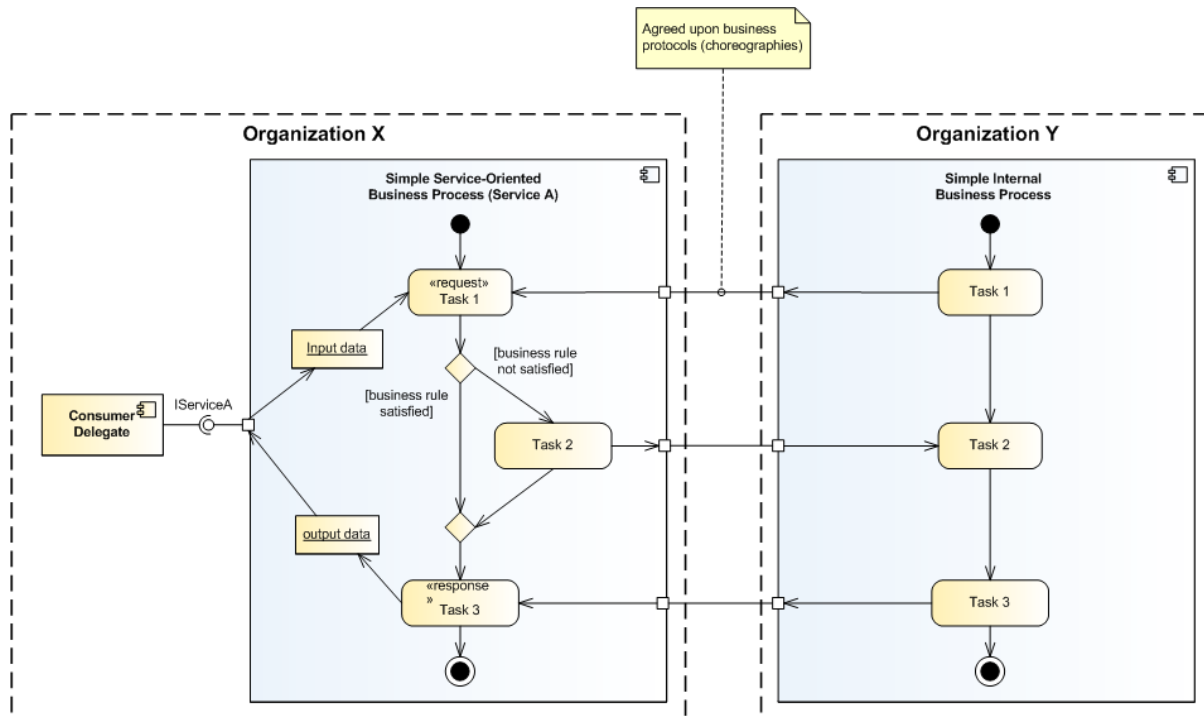 Agreed upon business
protocols (choreographies)
Organization X
Organization Y
Simple Service-Oriented
Business Process (Service A)
Simple Internal
Business Process
«request»
Task 1
Task 1
Input data
[business rule
not satisfied]
[business rule
satisfied]
IServiceA
Consumer
Delegate
Task 2
Task 2
output data
«response
»
Task 3
Task 3